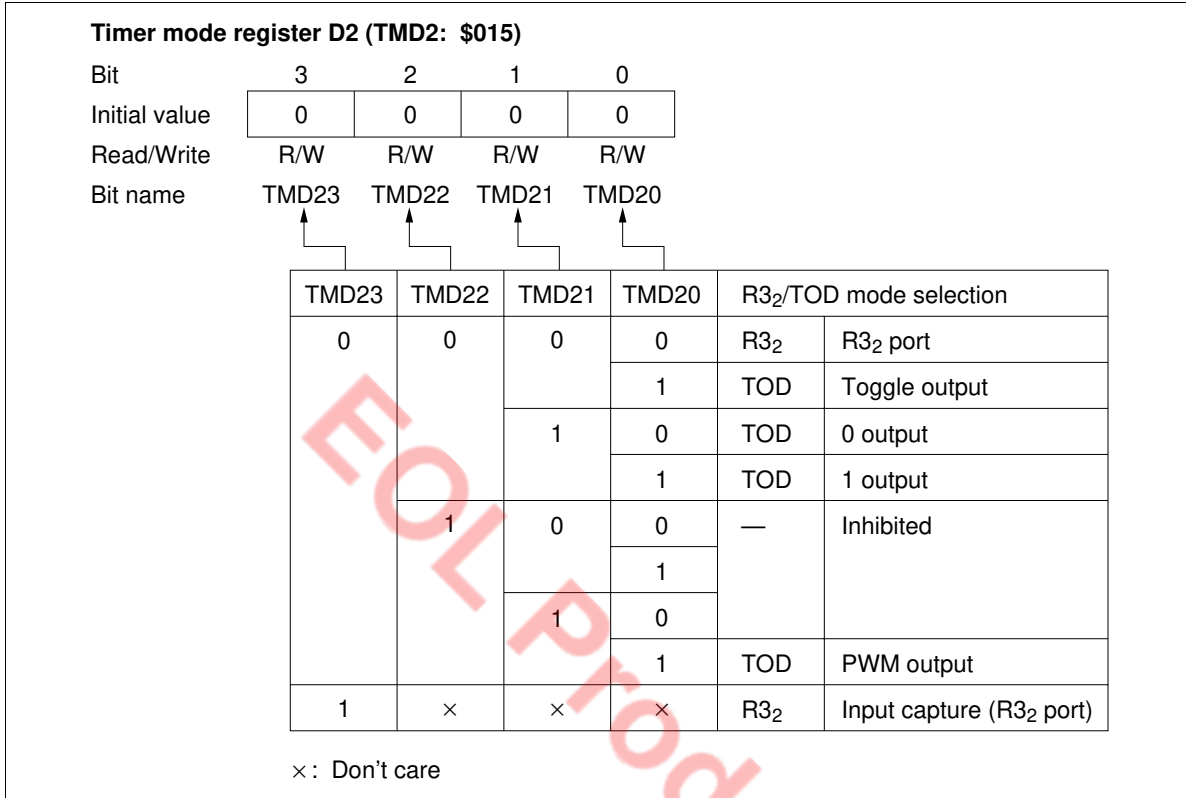 Timer mode register D2 (TMD2: $015)
Bit 3 2 1 0
Initial value 0 0 0 0
Read/Write R/W R/W R/W R/W
Bit name TMD23 TMD22 TMD21 TMD20
TMD23 TMD22 TMD21 TMD20 R3₂/TOD mode selection
0 0 0 0 R3₂ R3₂ port
1 TOD Toggle output
1 0 TOD 0 output
1 TOD 1 output
1 0 0 — Inhibited
1
1 0
1 TOD PWM output
1 × × × R3₂ Input capture (R3₂ port)
× : Don't care
EOL Prod